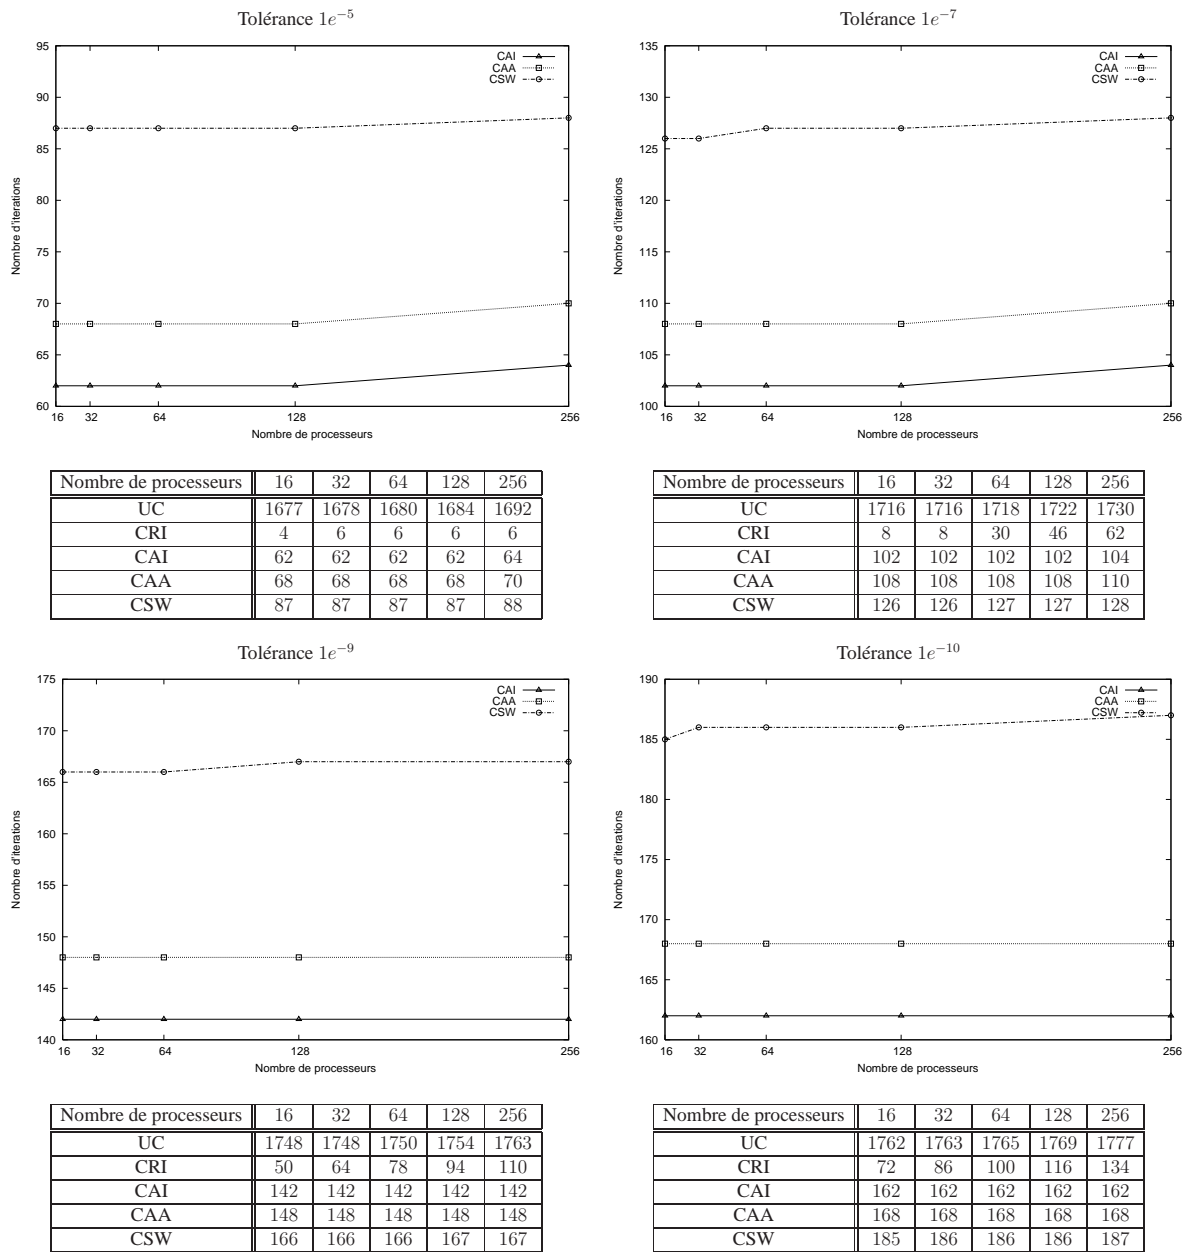 Tolérance 1e⁻⁵
95
90
85
80
75
70
65
60
16 32 64 128 256
Nombre d'iterations
Nombre de processeurs
CAI
CAA
CSW
Tolérance 1e⁻⁷
135
130
125
120
115
110
105
100
16 32 64 128 256
Nombre d'iterations
Nombre de processeurs
CAI
CAA
CSW
Nombre de processeurs 16 32 64 128 256
UC 1677 1678 1680 1684 1692
CRI 4 6 6 6 6
CAI 62 62 62 62 64
CAA 68 68 68 68 70
CSW 87 87 87 87 88
Nombre de processeurs 16 32 64 128 256
UC 1716 1716 1718 1722 1730
CRI 8 8 30 46 62
CAI 102 102 102 102 104
CAA 108 108 108 108 110
CSW 126 126 127 127 128
Tolérance 1e⁻⁹
175
170
165
160
155
150
145
140
16 32 64 128 256
Nombre d'iterations
Nombre de processeurs
CAI
CAA
CSW
Tolérance 1e⁻¹⁰
190
185
180
175
170
165
160
16 32 64 128 256
Nombre d'iterations
Nombre de processeurs
CAI
CAA
CSW
Nombre de processeurs 16 32 64 128 256
UC 1748 1748 1750 1754 1763
CRI 50 64 78 94 110
CAI 142 142 142 142 142
CAA 148 148 148 148 148
CSW 166 166 166 167 167
Nombre de processeurs 16 32 64 128 256
UC 1762 1763 1765 1769 1777
CRI 72 86 100 116 134
CAI 162 162 162 162 162
CAA 168 168 168 168 168
CSW 185 186 186 186 187